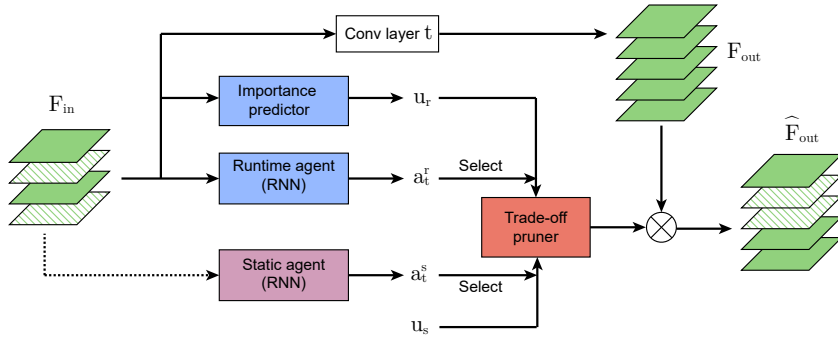 Conv layer t
F_out
F_in
Importance
predictor
u_r
F̂_out
Runtime agent
(RNN)
a_t^r
Select
Trade-off
pruner
Static agent
(RNN)
a_t^s
Select
u_s